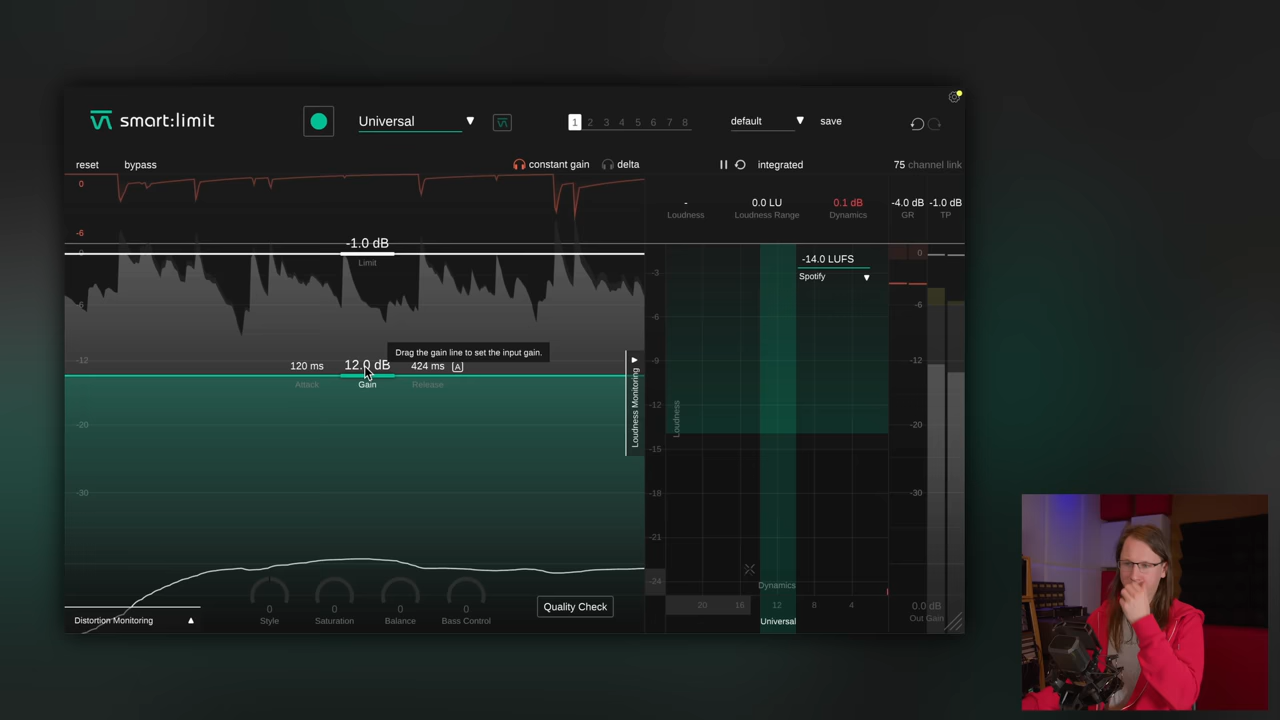 smart:limit
Universal
1 2 3 4 5 6 7 8
default
save
reset
bypass
constant gain
delta
integrated
75 channel link
0
-6
0
-6
-12
-20
-30
-1.0 dB
Limit
Drag the gain line to set the input gain.
120 ms
12.0 dB
424 ms
A
Attack
Gain
Release
Loudness Monitoring
-
0.0 LU
0.1 dB
-4.0 dB
-1.0 dB
Loudness
Loudness Range
Dynamics
GR
TP
-14.0 LUFS
Spotify
-3
-6
-9
-12
-15
-18
-21
-24
Loudness
Dynamics
20 16 12 8 4
Universal
0
-6
-12
-20
-30
0.0 dB
Out Gain
0
0
0
0
Style
Saturation
Balance
Bass Control
Quality Check
Distortion Monitoring